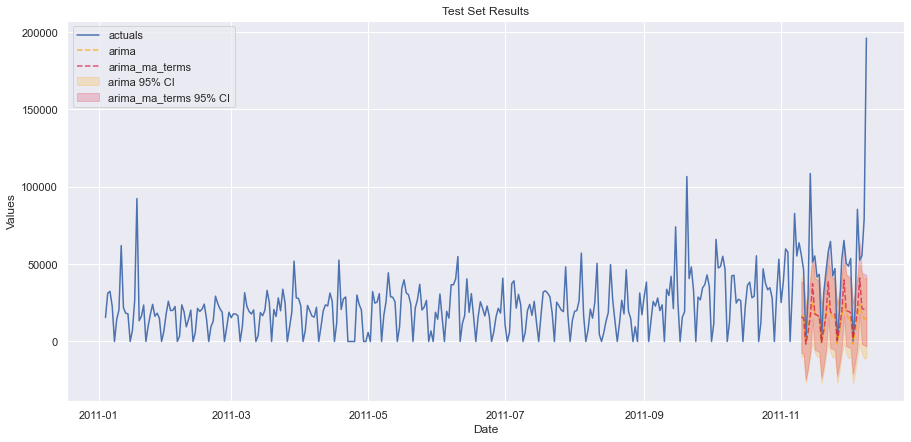 Test Set Results
actuals
arima
arima_ma_terms
arima 95% CI
arima_ma_terms 95% CI
200000
150000
100000
50000
0
Values
2011-01
2011-03
2011-05
2011-07
2011-09
2011-11
Date